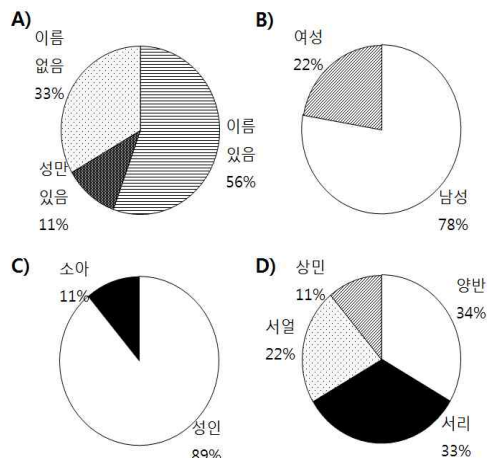 A)
이름
없음
33%
이름
있음
56%
성만
있음
11%
B)
여성
22%
남성
78%
C)
소아
11%
성인
89%
D)
상민
11%
양반
34%
서얼
22%
서리
33%